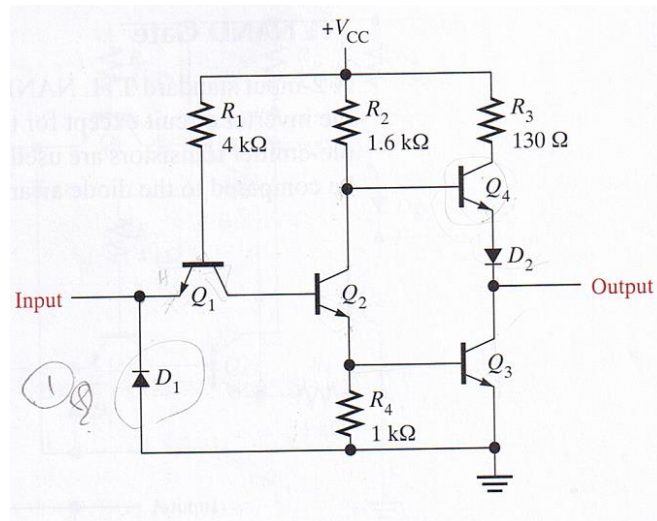 +VCC
R1
4 kΩ
R2
1.6 kΩ
R3
130 Ω
Q4
D2
Input
Q1
Q2
Output
Q3
D1
R4
1 kΩ
1